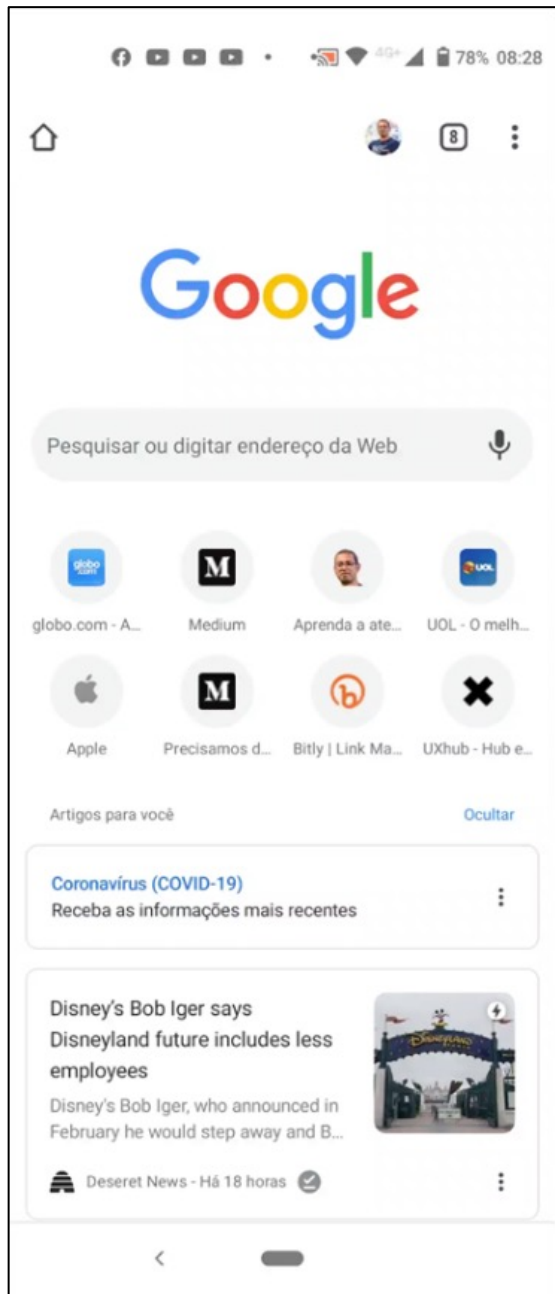 4G+ 78% 08:28
8
Google
Pesquisar ou digitar endereço da Web
globo.com - A... Medium Aprenda a ate... UOL - O melh...
Apple Precisamos d... Bitly | Link Ma... UXhub - Hub e...
Artigos para você Ocultar
Coronavírus (COVID-19)
Receba as informações mais recentes
Disney's Bob Iger says
Disneyland future includes less
employees
Disney's Bob Iger, who announced in
February he would step away and B...
Deseret News - Há 18 horas